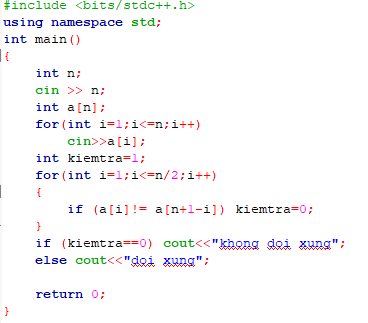 #include <bits/stdc++.h>
using namespace std;
int main()
{
    int n;
    cin >> n;
    int a[n];
    for(int i=1;i<=n;i++)
        cin>>a[i];
    int kiemtra=1;
    for(int i=1;i<=n/2;i++)
    {
        if (a[i]!= a[n+1-i]) kiemtra=0;
    }
    if (kiemtra==0) cout<<"khong doi xung";
    else cout<<"doi xung";

    return 0;
}